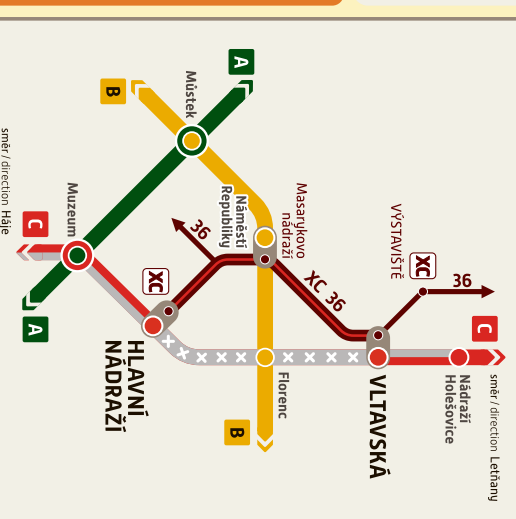 směr / direction Letňany
C
Nádraží
Holešovice
36
XC
VÝSTAVIŠTĚ
VLTAVSKÁ
XC 36
Masarykovo
nádraží
Náměstí
Republiky
Florenc
B
36
XC
HLAVNÍ
NÁDRAŽÍ
A
Můstek
B
Muzeum
C
A
směr / direction Háje